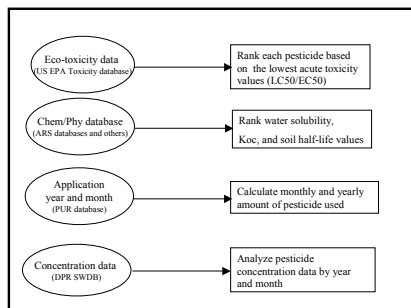 Eco-toxicity data
(US EPA Toxicity database)
Rank each pesticide based
on the lowest acute toxicity
values (LC50/EC50)
Chem/Phy database
(ARS databases and others)
Rank water solubility,
Koc, and soil half-life values
Application
year and month
(PUR database)
Calculate monthly and yearly
amount of pesticide used
Concentration data
(DPR SWDB)
Analyze pesticide
concentration data by year
and month